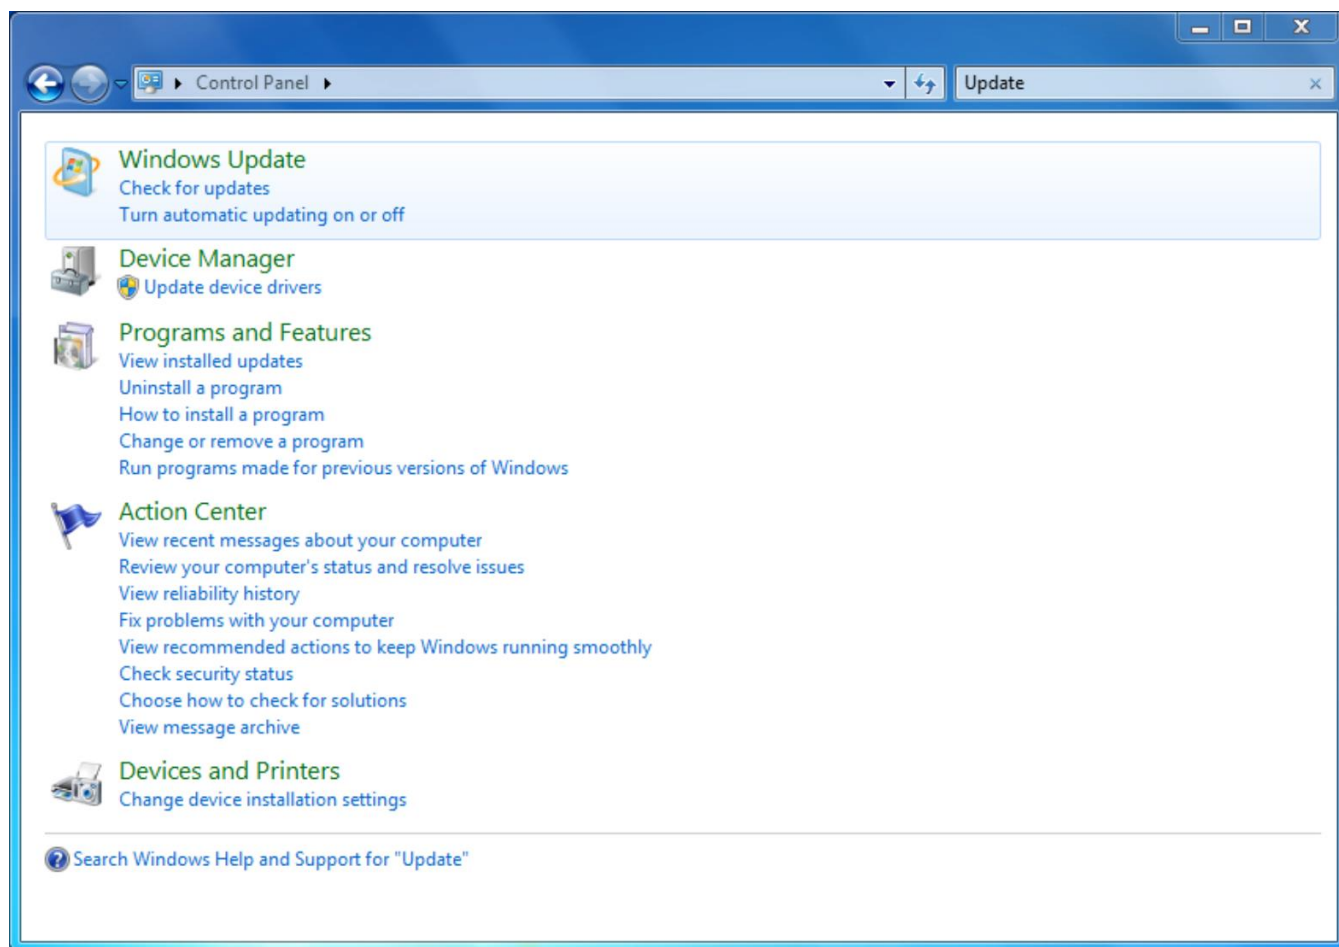 Control Panel
Update
Windows Update
Check for updates
Turn automatic updating on or off
Device Manager
Update device drivers
Programs and Features
View installed updates
Uninstall a program
How to install a program
Change or remove a program
Run programs made for previous versions of Windows
Action Center
View recent messages about your computer
Review your computer's status and resolve issues
View reliability history
Fix problems with your computer
View recommended actions to keep Windows running smoothly
Check security status
Choose how to check for solutions
View message archive
Devices and Printers
Change device installation settings
Search Windows Help and Support for "Update"